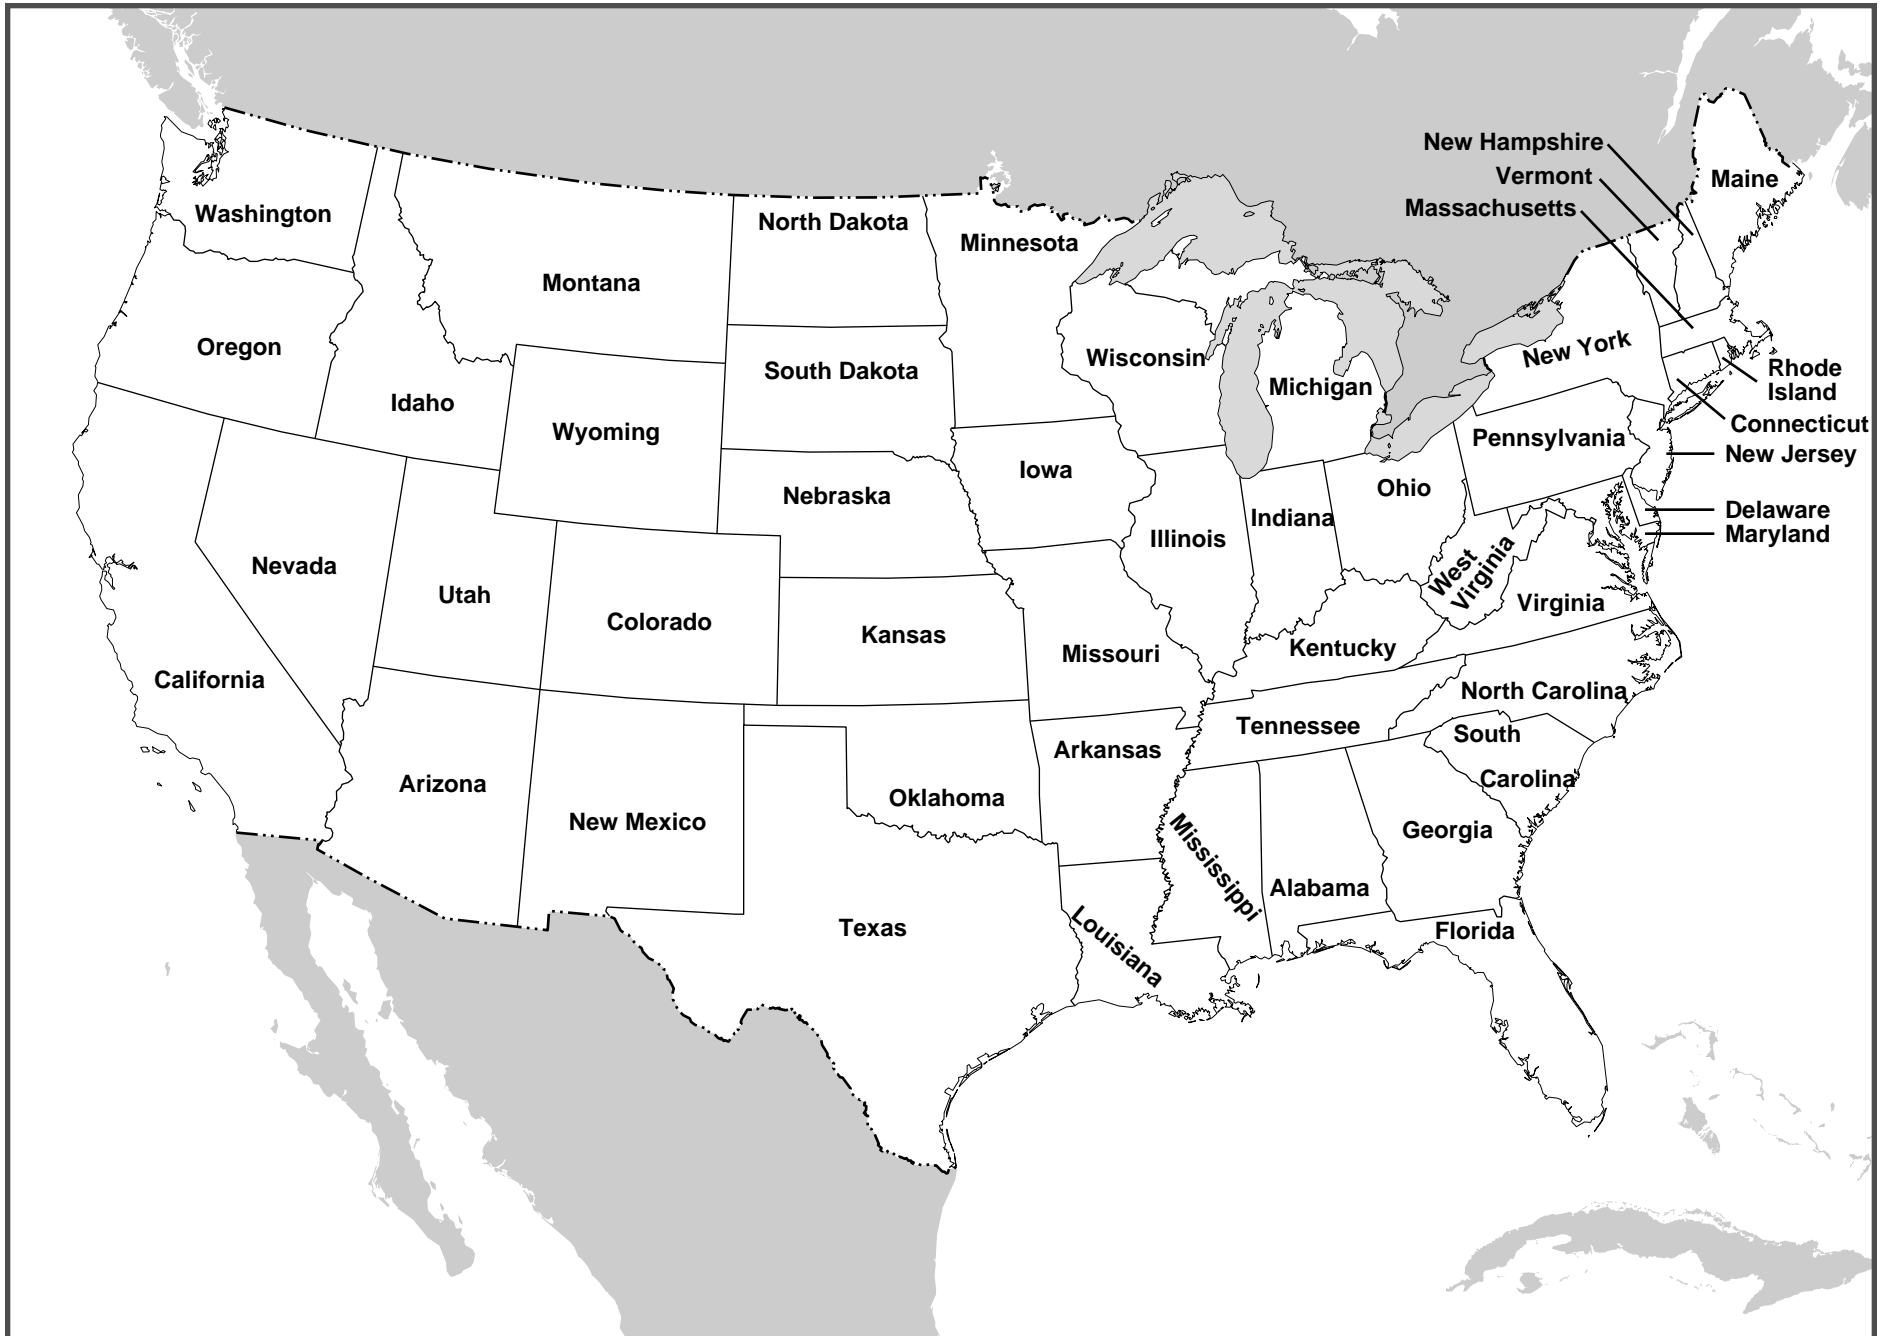 New Hampshire
Vermont
Massachusetts
Maine
Washington
North Dakota
Minnesota
Montana
Oregon
Idaho
Wyoming
South Dakota
Wisconsin
Michigan
New York
Rhode
Island
Connecticut
New Jersey
Pennsylvania
Delaware
Maryland
Iowa
Nebraska
Ohio
Indiana
Illinois
Nevada
Utah
Colorado
Kansas
Missouri
Kentucky
West
Virginia
Virginia
California
North Carolina
Tennessee
South
Carolina
Arkansas
Oklahoma
Arizona
New Mexico
Georgia
Mississippi
Alabama
Louisiana
Texas
Florida